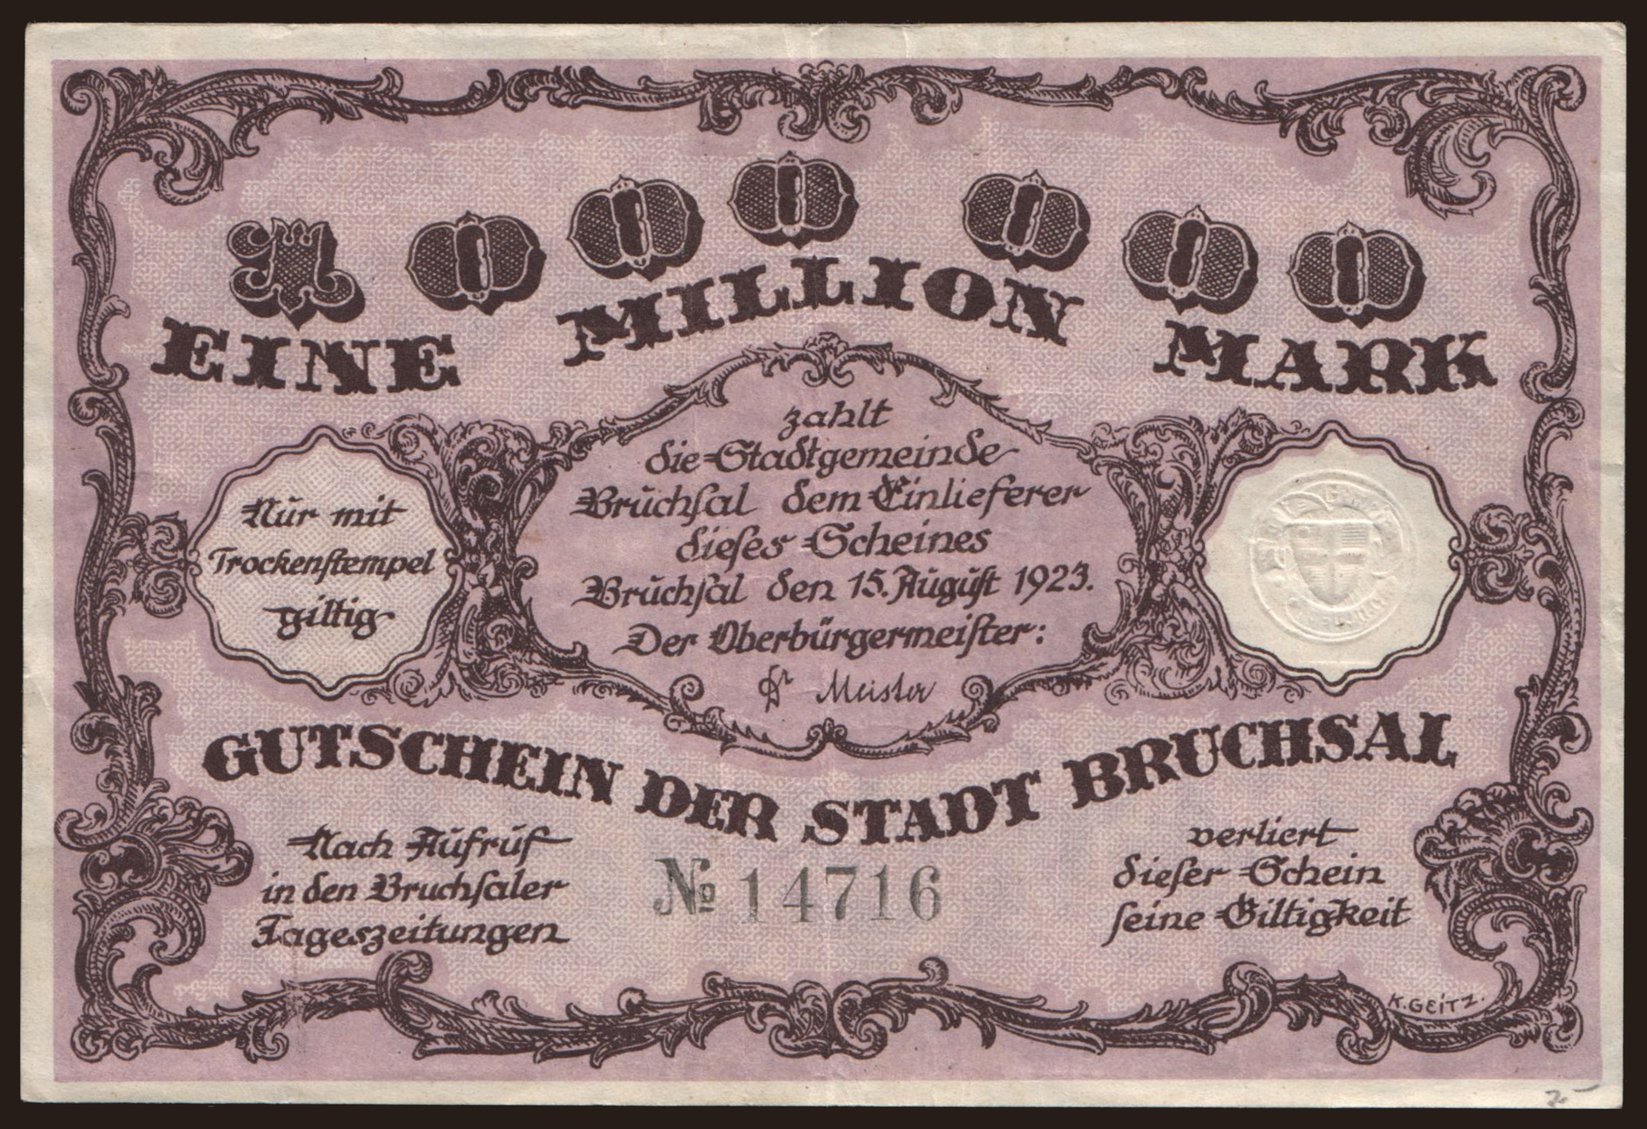 1000000
EINE MILLION MARK
zahlt
die Stadtgemeinde
Bruchſal dem Einlieferer
dieſes Scheines
Bruchſal den 15. Auguſt 1923.
Der Oberbürgermeiſter:
Dr Meister
Nur mit
Trockenſtempel
giltig
GUTSCHEIN DER STADT BRUCHSAL
Nach Aufruf
in den Bruchſaler
Tageszeitungen
№ 14716
verliert
dieſer Schein
ſeine Giltigkeit
K. GEITZ.